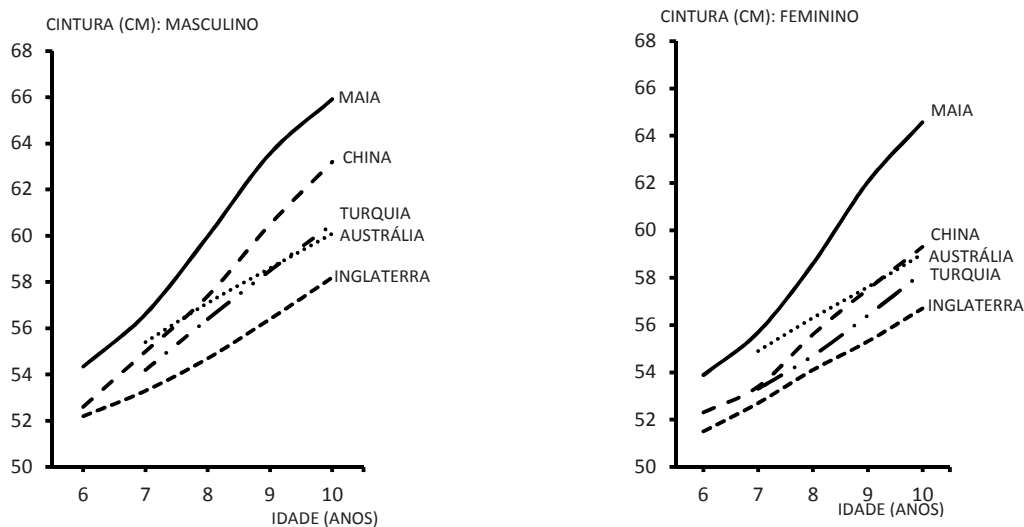 CINTURA (CM): MASCULINO
68
66
64
62
60
58
56
54
52
50
MAIA
CHINA
TURQUIA
AUSTRÁLIA
INGLATERRA
6 7 8 9 10
IDADE (ANOS)
CINTURA (CM): FEMININO
68
66
64
62
60
58
56
54
52
50
MAIA
CHINA
AUSTRÁLIA
TURQUIA
INGLATERRA
6 7 8 9 10
IDADE (ANOS)